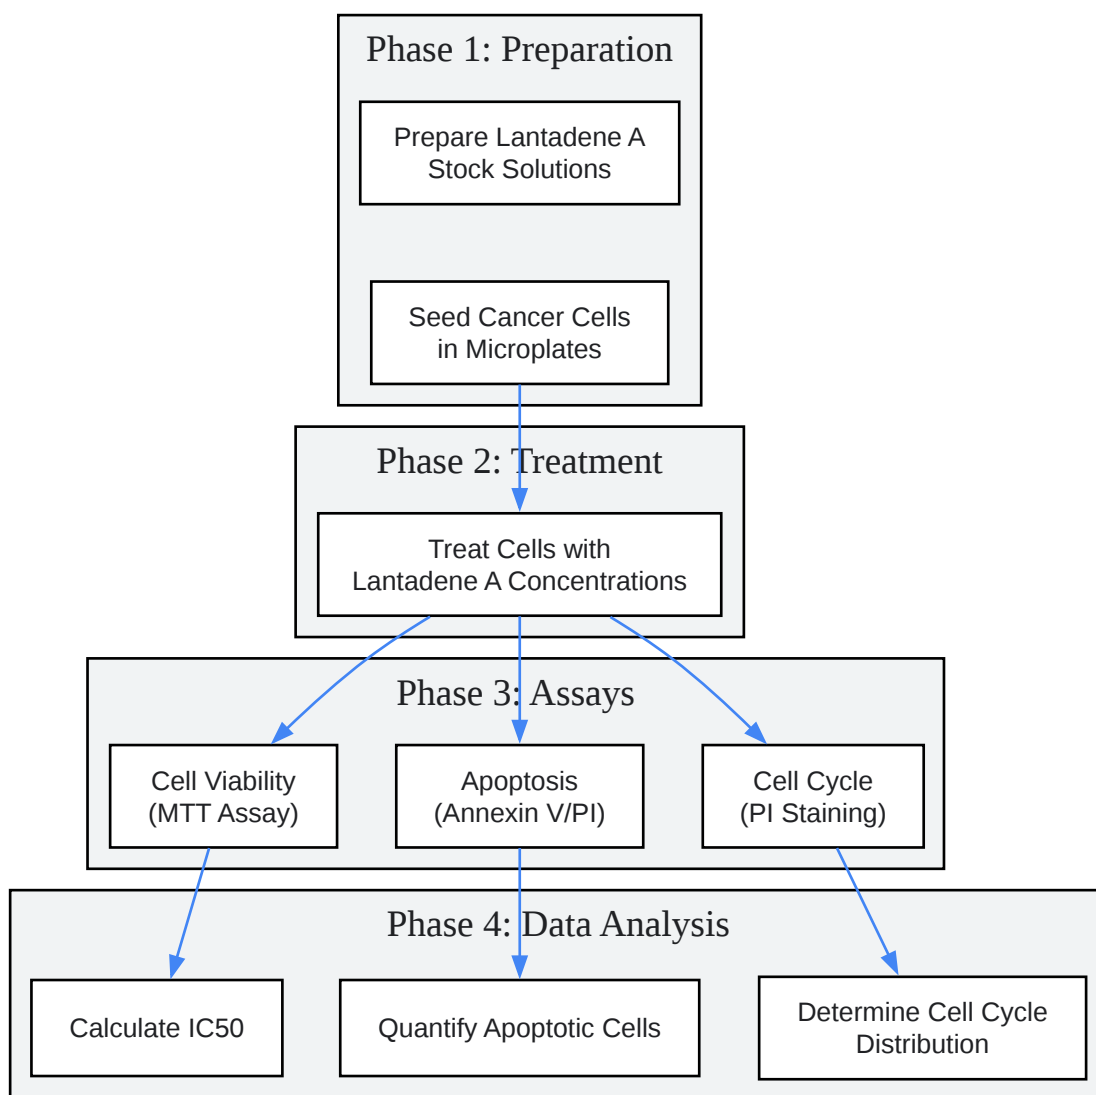 Phase 1: Preparation
Prepare Lantadene A
Stock Solutions
Seed Cancer Cells
in Microplates
Phase 2: Treatment
Treat Cells with
Lantadene A Concentrations
Phase 3: Assays
Cell Viability
(MTT Assay)
Apoptosis
(Annexin V/PI)
Cell Cycle
(PI Staining)
Phase 4: Data Analysis
Calculate IC50
Quantify Apoptotic Cells
Determine Cell Cycle
Distribution